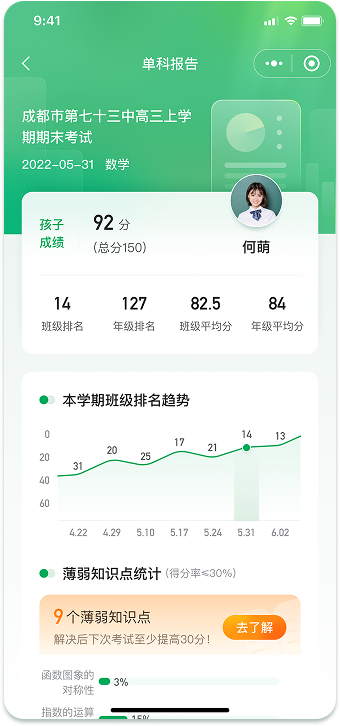 9:41
单科报告
成都市第七十三中高三上学
期期末考试
2022-05-31 数学
孩子
成绩
92 分
(总分150)
何萌
14 127 82.5 84
班级排名 年级排名 班级平均分 年级平均分
本学期班级排名趋势
0
20
40
60
31 20 25 17 21 14 13
4.22 4.29 5.10 5.17 5.24 5.31 6.02
薄弱知识点统计 (得分率≤30%)
9个薄弱知识点
解决后下次考试至少提高30分!
去了解
函数图象的
对称性
3%
指数的运算
15%